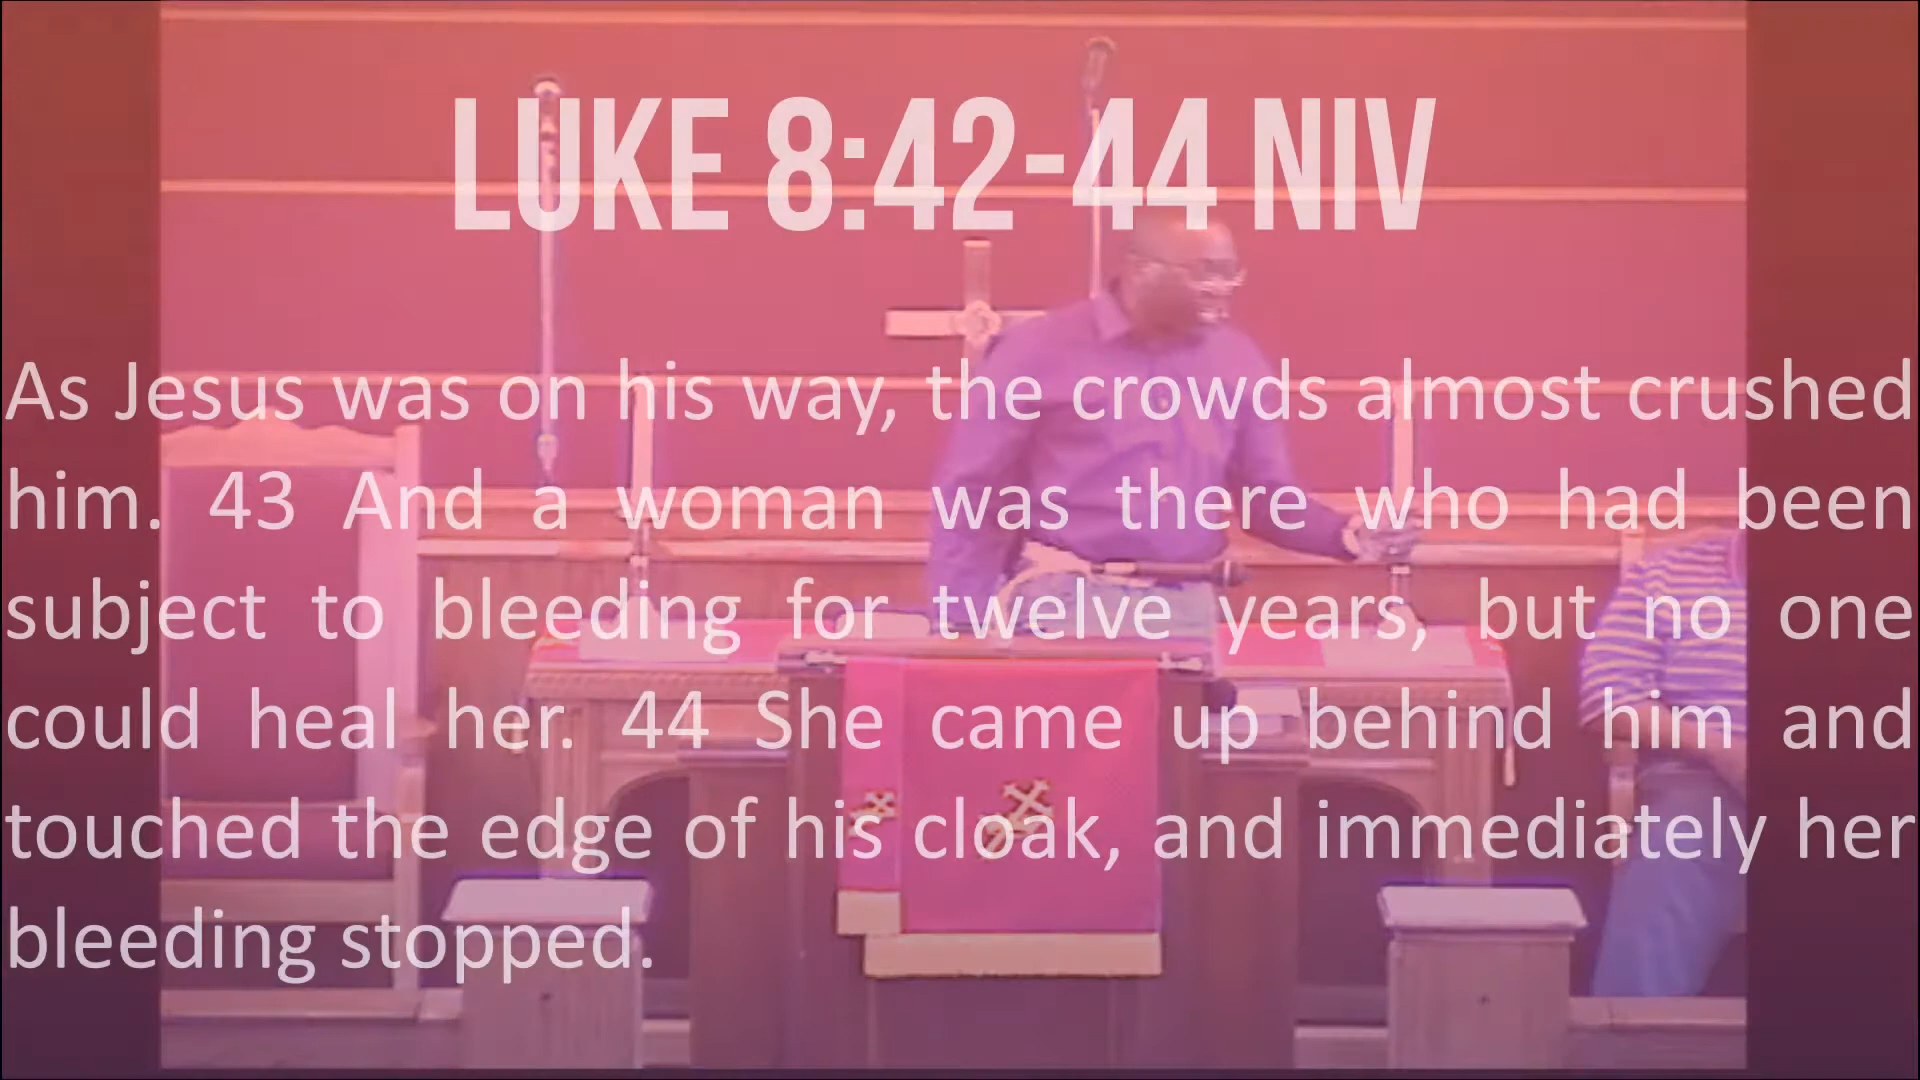 LUKE 8:42-44 NIV
As Jesus was on his way, the crowds almost crushed
him. 43 And a woman was there who had been
subject to bleeding for twelve years, but no one
could heal her. 44 She came up behind him and
touched the edge of his cloak, and immediately her
bleeding stopped.